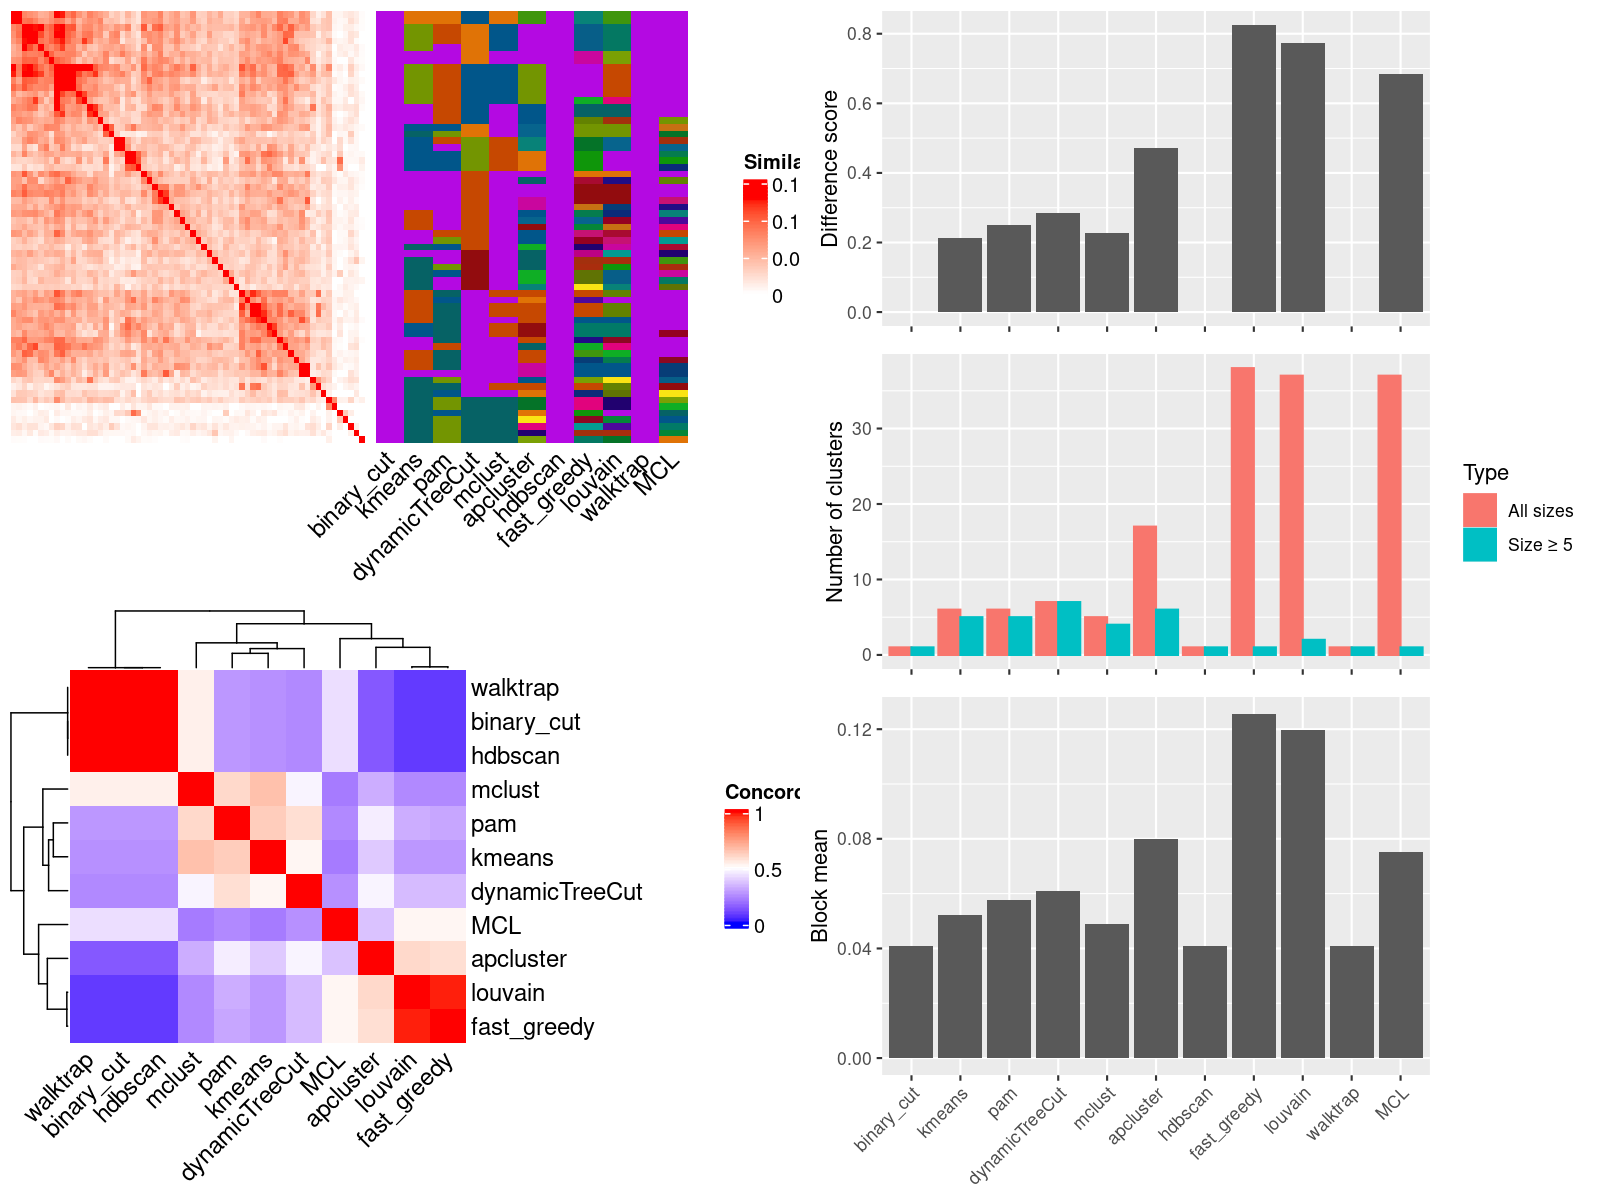 Simila
0.1
0.1
0.0
0
binary_cut
kmeans
pam
dynamicTreeCut
mclust
apcluster
hdbscan
fast_greedy
louvain
walktrap
MCL
walktrap
binary_cut
hdbscan
mclust
pam
kmeans
dynamicTreeCut
MCL
apcluster
louvain
fast_greedy
walktrap
binary_cut
hdbscan
mclust
pam
kmeans
dynamicTreeCut
MCL
apcluster
louvain
fast_greedy
Concord
1
0.5
0
Difference score
0.8
0.6
0.4
0.2
0.0
Number of clusters
30
20
10
0
Type
All sizes
Size ≥ 5
Block mean
0.12
0.08
0.04
0.00
binary_cut
kmeans
pam
dynamicTreeCut
mclust
apcluster
hdbscan
fast_greedy
louvain
walktrap
MCL